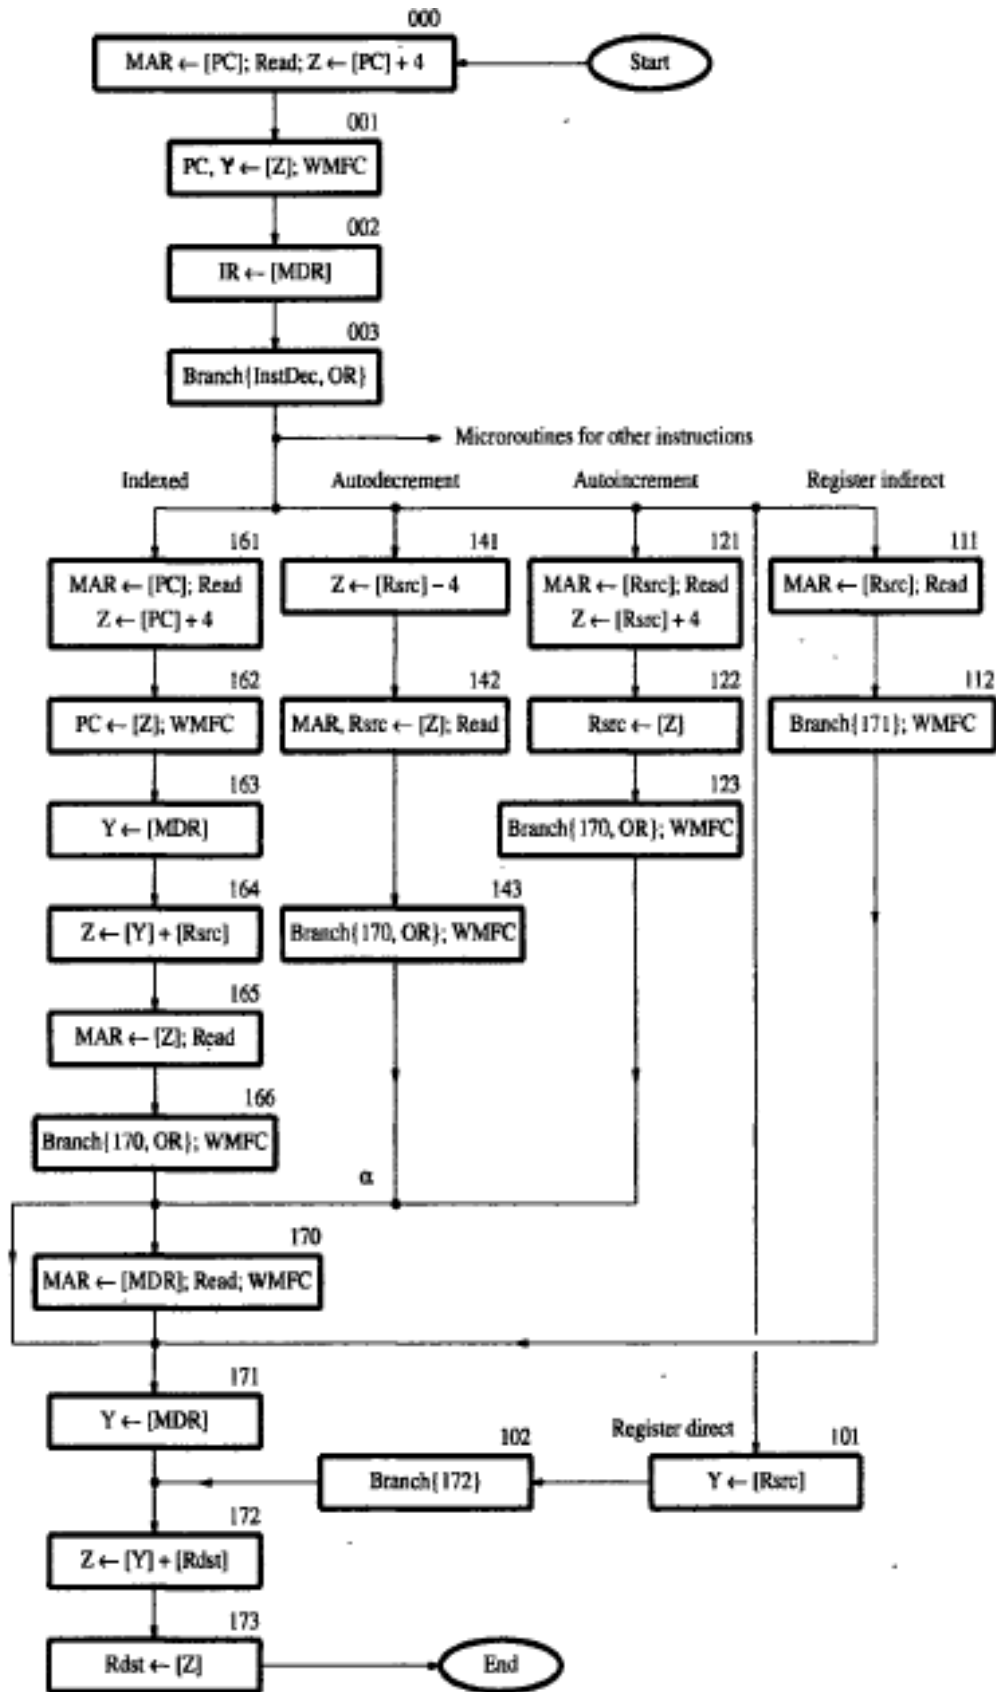 000
MAR ← [PC]; Read; Z ← [PC] + 4
Start
001
PC, Y ← [Z]; WMFC
002
IR ← [MDR]
003
Branch{InstDec, OR}
Microroutines for other instructions
Indexed
Autodecrement
Autoincrement
Register indirect
161
141
121
111
MAR ← [PC]; Read
Z ← [PC] + 4
Z ← [Rsrc] – 4
MAR ← [Rsrc]; Read
Z ← [Rsrc] + 4
MAR ← [Rsrc]; Read
162
142
122
112
PC ← [Z]; WMFC
MAR, Rsrc ← [Z]; Read
Rsrc ← [Z]
Branch{171}; WMFC
163
123
Y ← [MDR]
Branch{170, OR}; WMFC
164
143
Z ← [Y] + [Rsrc]
Branch{170, OR}; WMFC
165
MAR ← [Z]; Read
166
Branch{170, OR}; WMFC
α
170
MAR ← [MDR]; Read; WMFC
171
Y ← [MDR]
Register direct
102
101
Branch{172}
Y ← [Rsrc]
172
Z ← [Y] + [Rdst]
173
Rdst ← [Z]
End